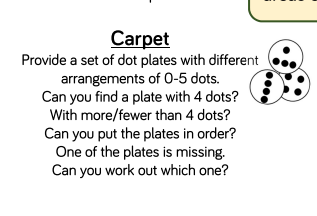 Carpet
Provide a set of dot plates with different
arrangements of 0-5 dots.
Can you find a plate with 4 dots?
With more/fewer than 4 dots?
Can you put the plates in order?
One of the plates is missing.
Can you work out which one?